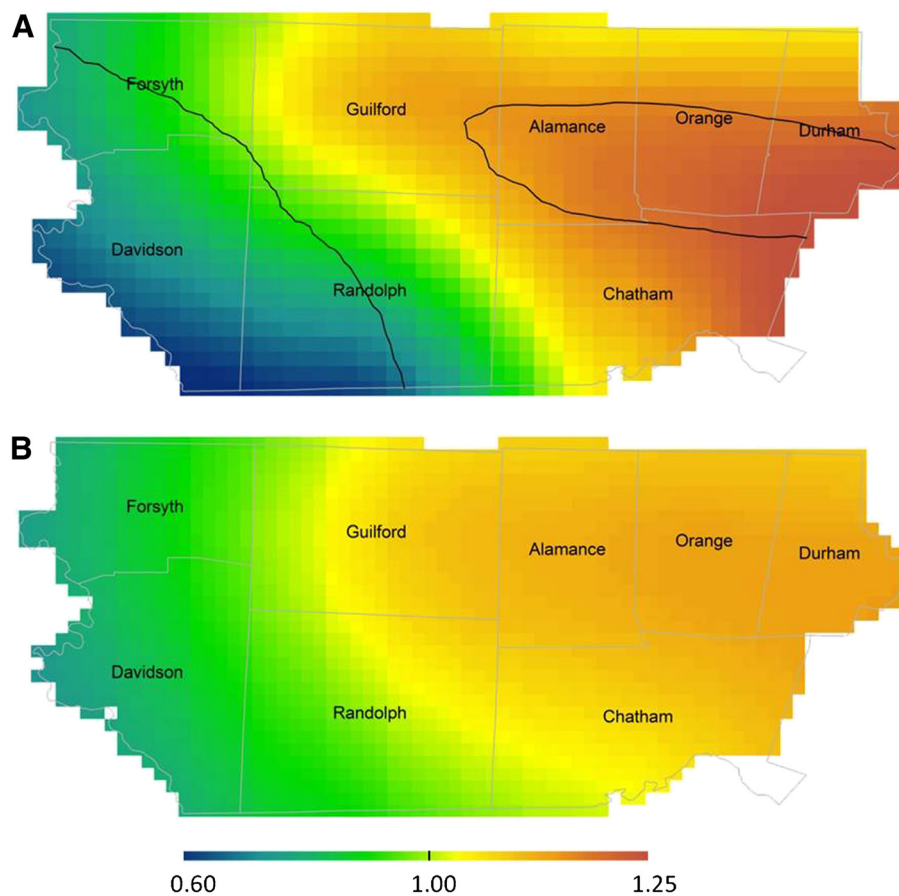 A
Forsyth
Guilford
Alamance
Orange
Durham
Davidson
Randolph
Chatham
B
Forsyth
Guilford
Alamance
Orange
Durham
Davidson
Randolph
Chatham
0.60 1.00 1.25